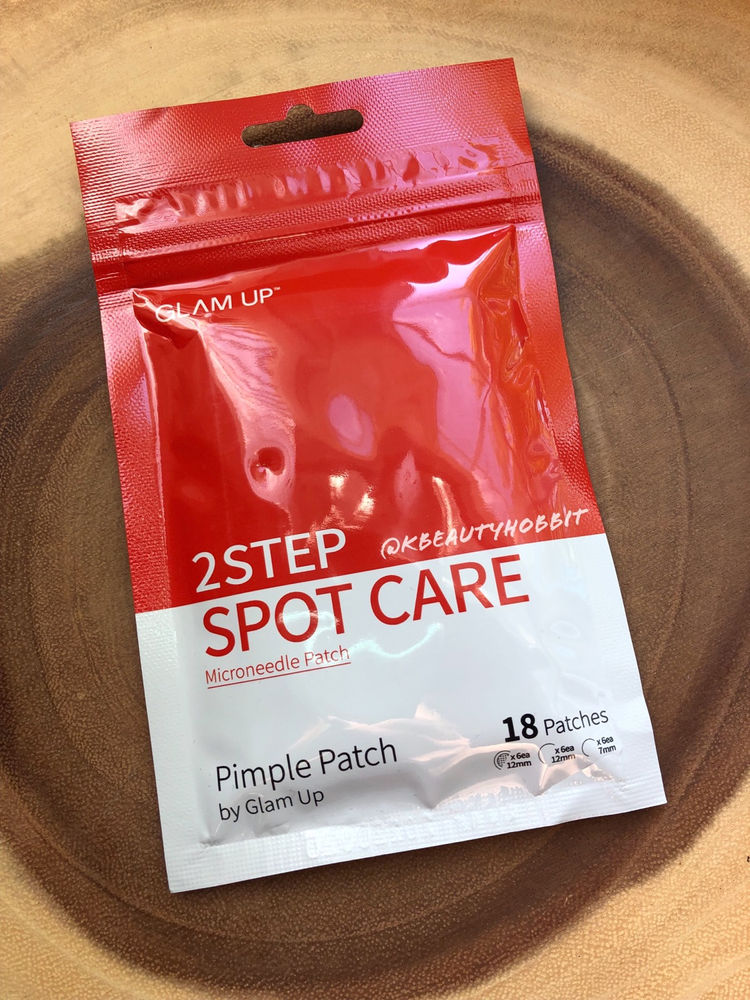 GLAM UP™
2STEP
@KBEAUTYHOBBIT
SPOT CARE
Microneedle Patch
18 Patches
x 6ea 12mm
x 6ea 12mm
x 6ea 7mm
Pimple Patch
by Glam Up